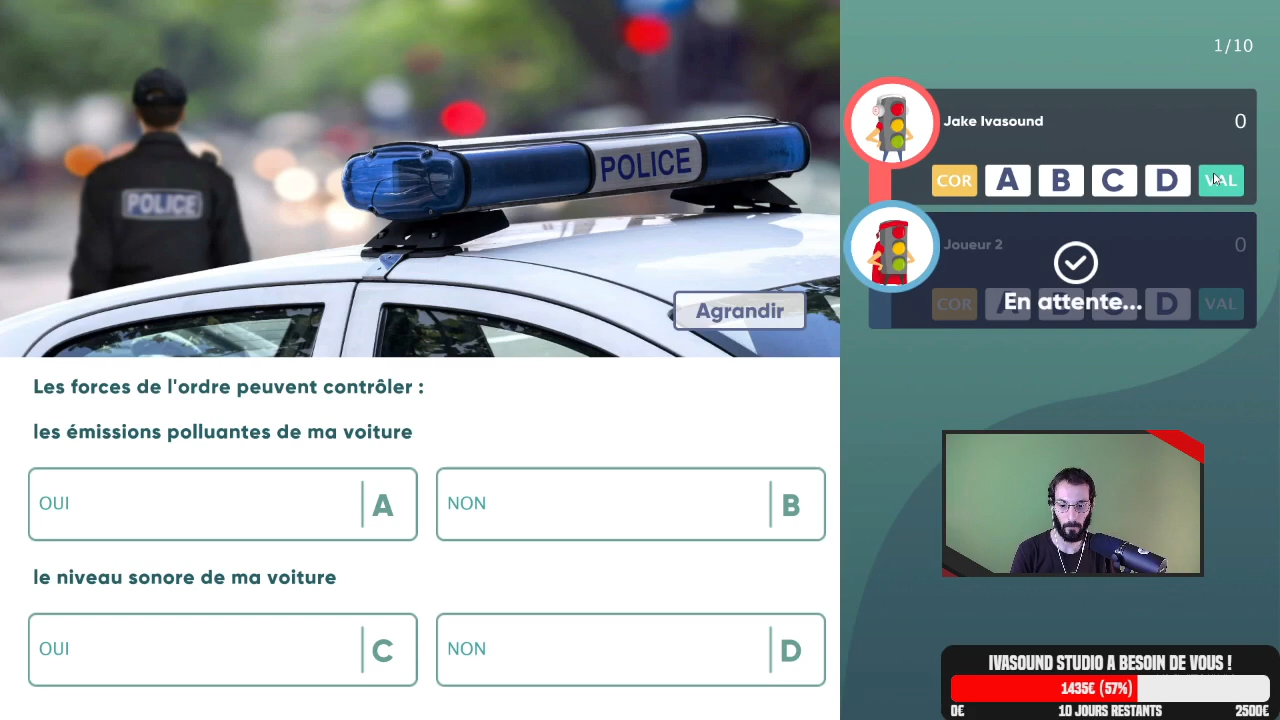 POLICE
POLICE
Agrandir
Les forces de l'ordre peuvent contrôler :
les émissions polluantes de ma voiture
OUI A
NON B
le niveau sonore de ma voiture
OUI C
NON D
1/10
Jake Ivasound 0
COR A B C D VAL
Joueur 2 0
En attente...
COR A B C D VAL
IVASOUND STUDIO A BESOIN DE VOUS !
1435€ (57%)
0€ 10 JOURS RESTANTS 2500€